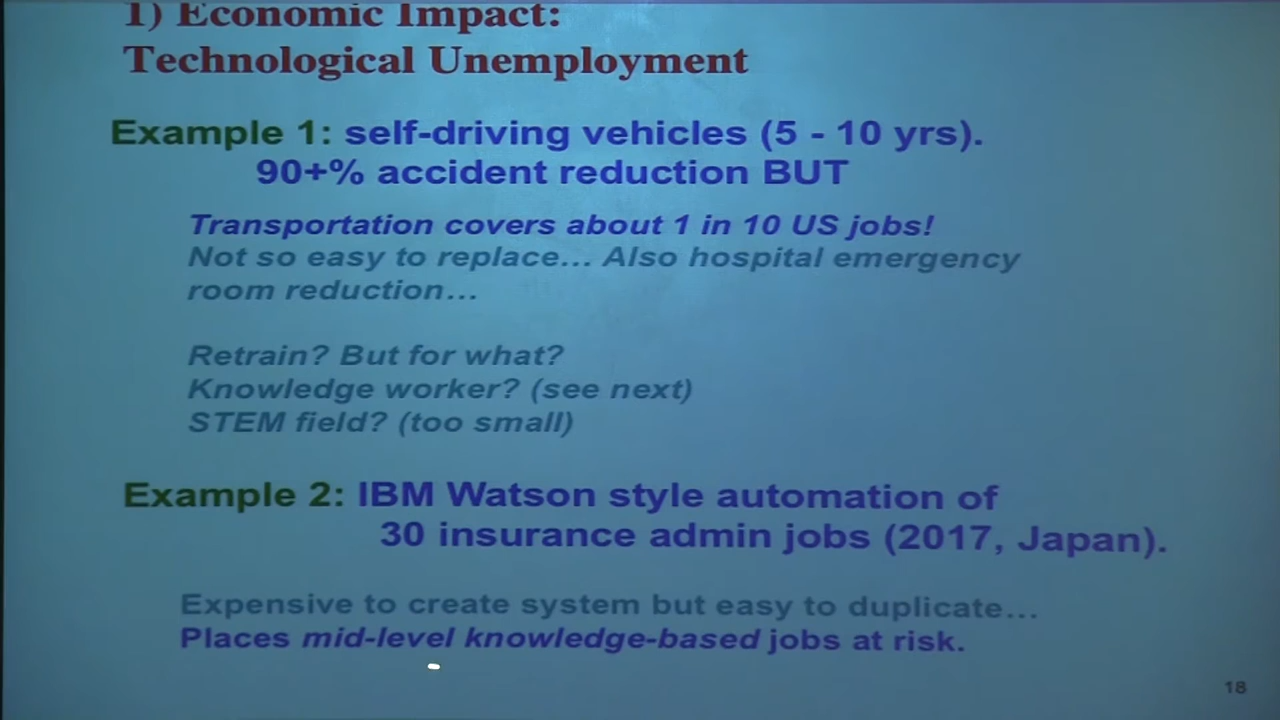 1) Economic Impact:
Technological Unemployment
Example 1: self-driving vehicles (5 - 10 yrs).
90+% accident reduction BUT
Transportation covers about 1 in 10 US jobs!
Not so easy to replace... Also hospital emergency
room reduction...
Retrain? But for what?
Knowledge worker? (see next)
STEM field? (too small)
Example 2: IBM Watson style automation of
30 insurance admin jobs (2017, Japan).
Expensive to create system but easy to duplicate...
Places mid-level knowledge-based jobs at risk.
18